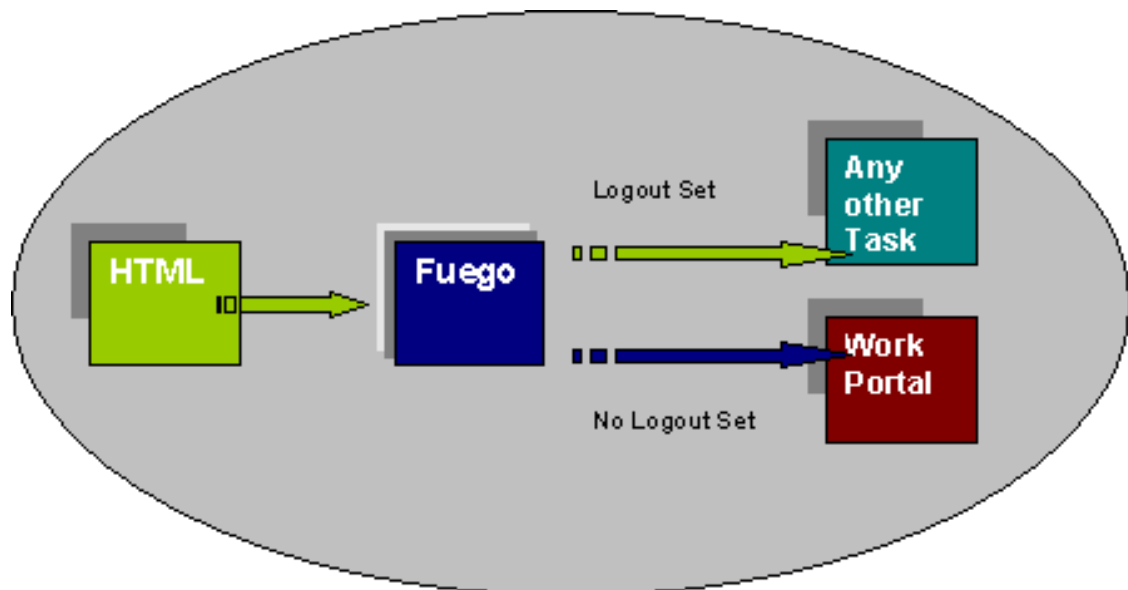 HTML
Fuego
Logout Set
Any
other
Task
Work
Portal
No Logout Set